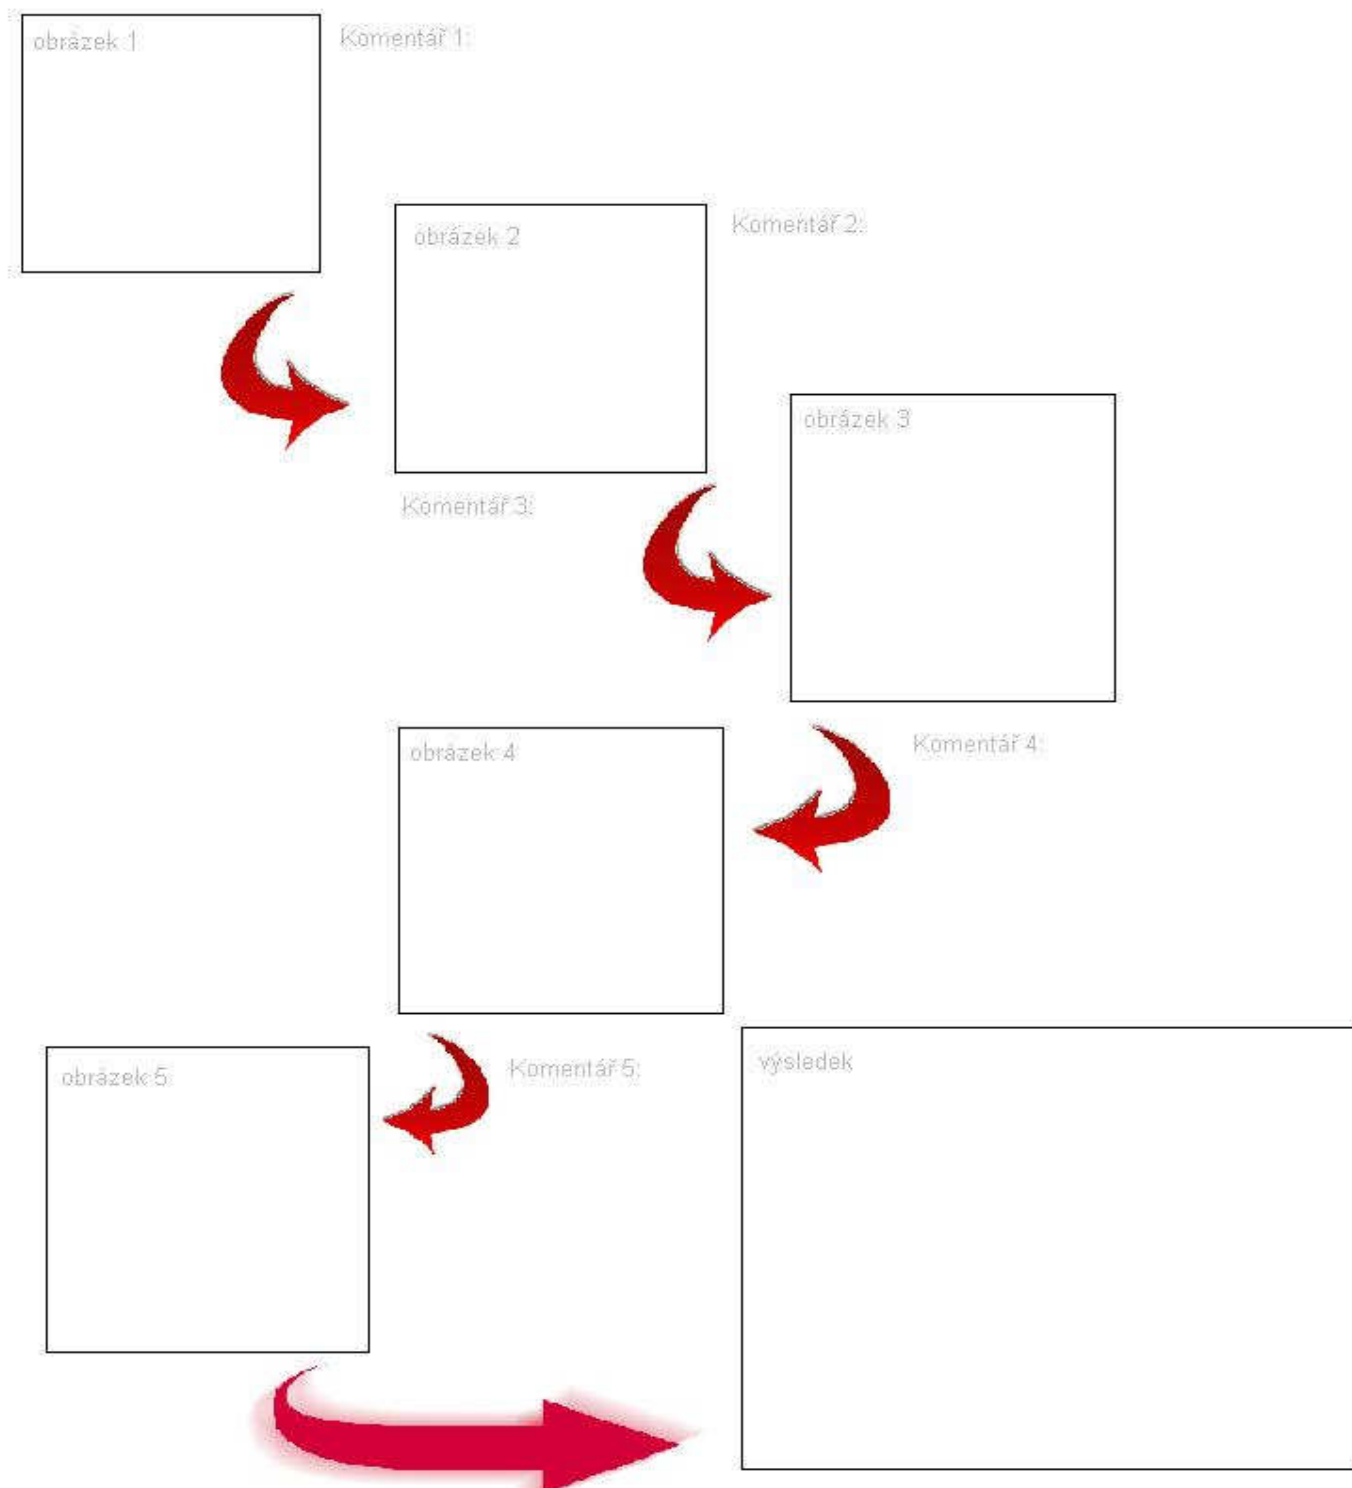 obrázek 1
Komentář 1:
obrázek 2
Komentář 2:
obrázek 3
Komentář 3:
obrázek 4
Komentář 4:
obrázek 5
Komentář 5:
výsledek